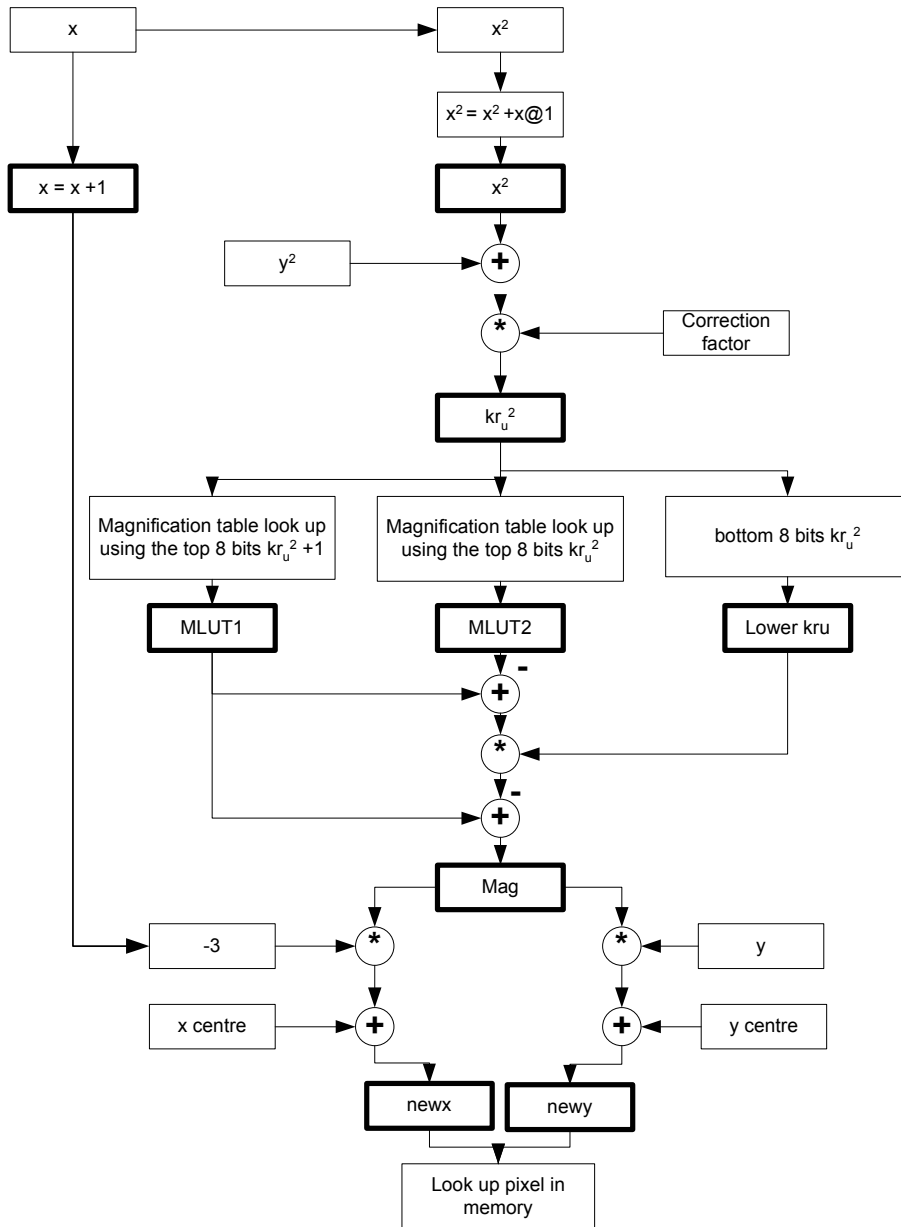 x
x²
x² = x² +x@1
x = x +1
x²
y²
+
*
Correction
factor
krᵤ²
Magnification table look up
using the top 8 bits krᵤ² +1
Magnification table look up
using the top 8 bits krᵤ²
bottom 8 bits krᵤ²
MLUT1
MLUT2
Lower kru
-
+
*
-
+
Mag
-3
*
*
y
x centre
+
+
y centre
newx
newy
Look up pixel in
memory